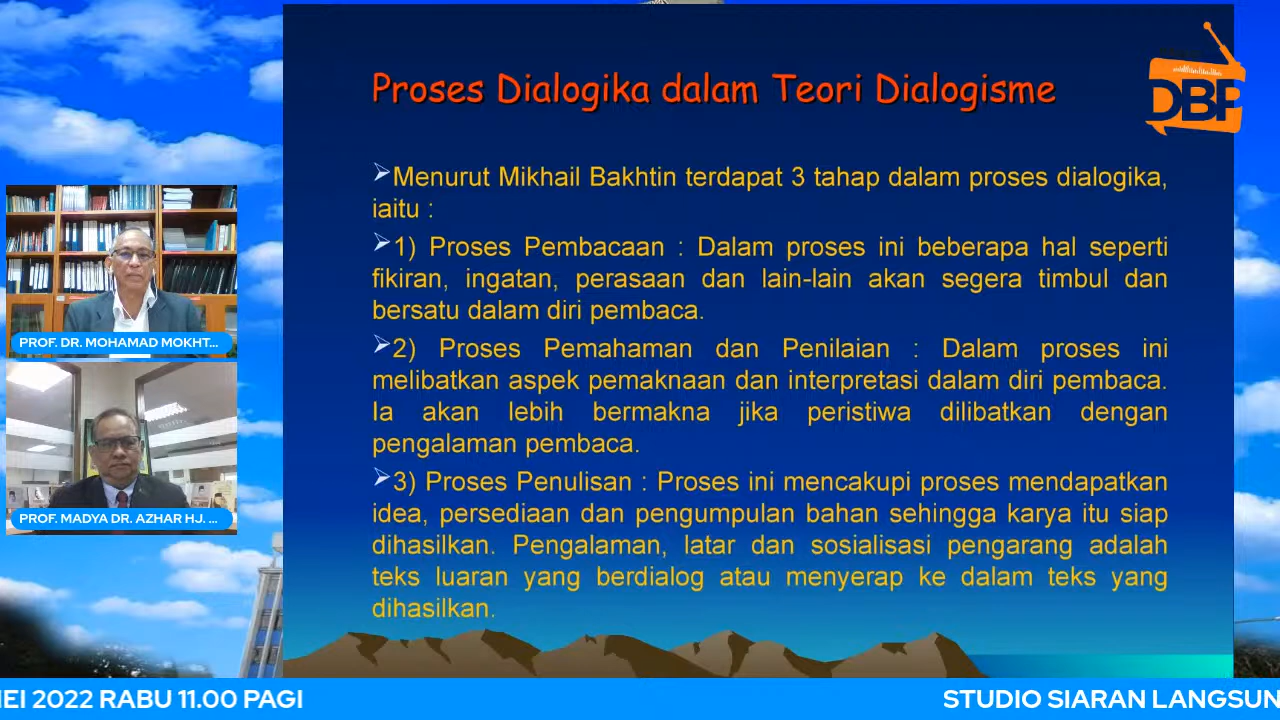 Proses Dialogika dalam Teori Dialogisme
DBP
Menurut Mikhail Bakhtin terdapat 3 tahap dalam proses dialogika,
iaitu :
1) Proses Pembacaan : Dalam proses ini beberapa hal seperti
fikiran, ingatan, perasaan dan lain-lain akan segera timbul dan
bersatu dalam diri pembaca.
2) Proses Pemahaman dan Penilaian : Dalam proses ini
melibatkan aspek pemaknaan dan interpretasi dalam diri pembaca.
Ia akan lebih bermakna jika peristiwa dilibatkan dengan
pengalaman pembaca.
3) Proses Penulisan : Proses ini mencakupi proses mendapatkan
idea, persediaan dan pengumpulan bahan sehingga karya itu siap
dihasilkan. Pengalaman, latar dan sosialisasi pengarang adalah
teks luaran yang berdialog atau menyerap ke dalam teks yang
dihasilkan.
PROF. DR. MOHAMAD MOKHT...
PROF. MADYA DR. AZHAR HJ. ...
EI 2022 RABU 11.00 PAGI
STUDIO SIARAN LANGSUN